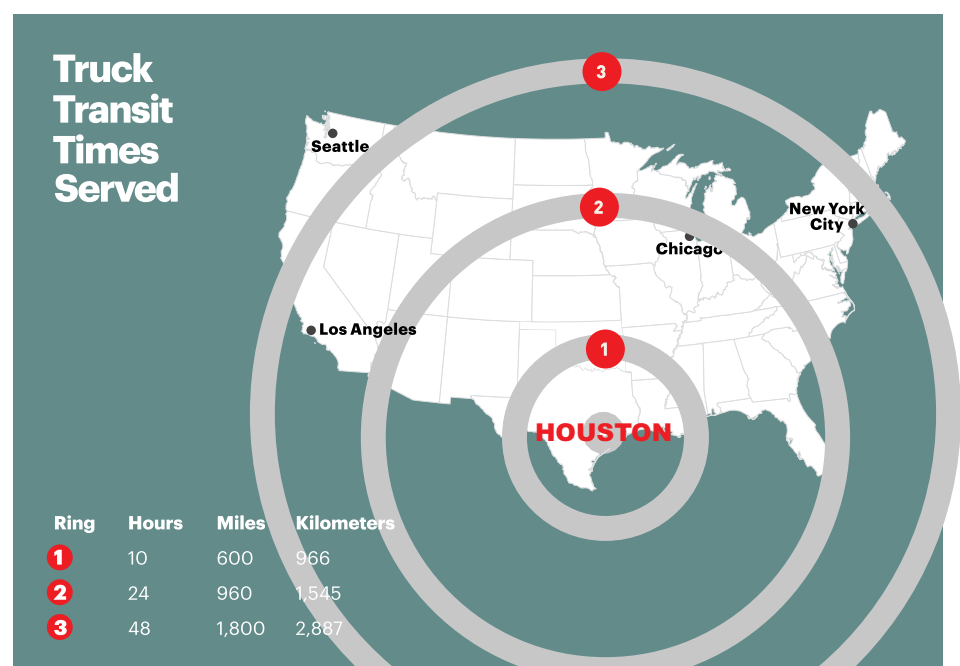 Truck
Transit
Times
Served
3
Seattle
2
New York
City
Chicago
Los Angeles
1
HOUSTON
Ring Hours Miles Kilometers
1 10 600 966
2 24 960 1,545
3 48 1,800 2,887